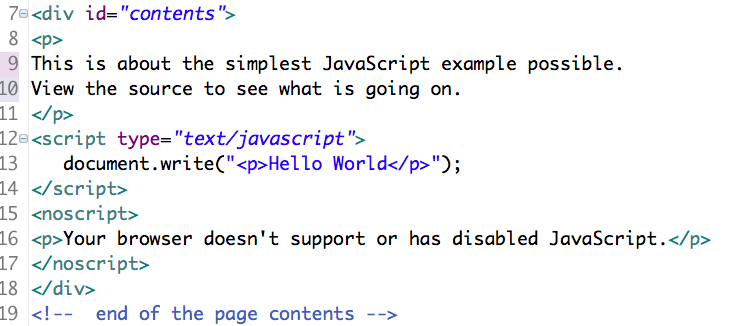 7 <div id="contents">
8 <p>
9 This is about the simplest JavaScript example possible.
10 View the source to see what is going on.
11 </p>
12 <script type="text/javascript">
13    document.write("<p>Hello World</p>");
14 </script>
15 <noscript>
16 <p>Your browser doesn't support or has disabled JavaScript.</p>
17 </noscript>
18 </div>
19 <!--  end of the page contents -->